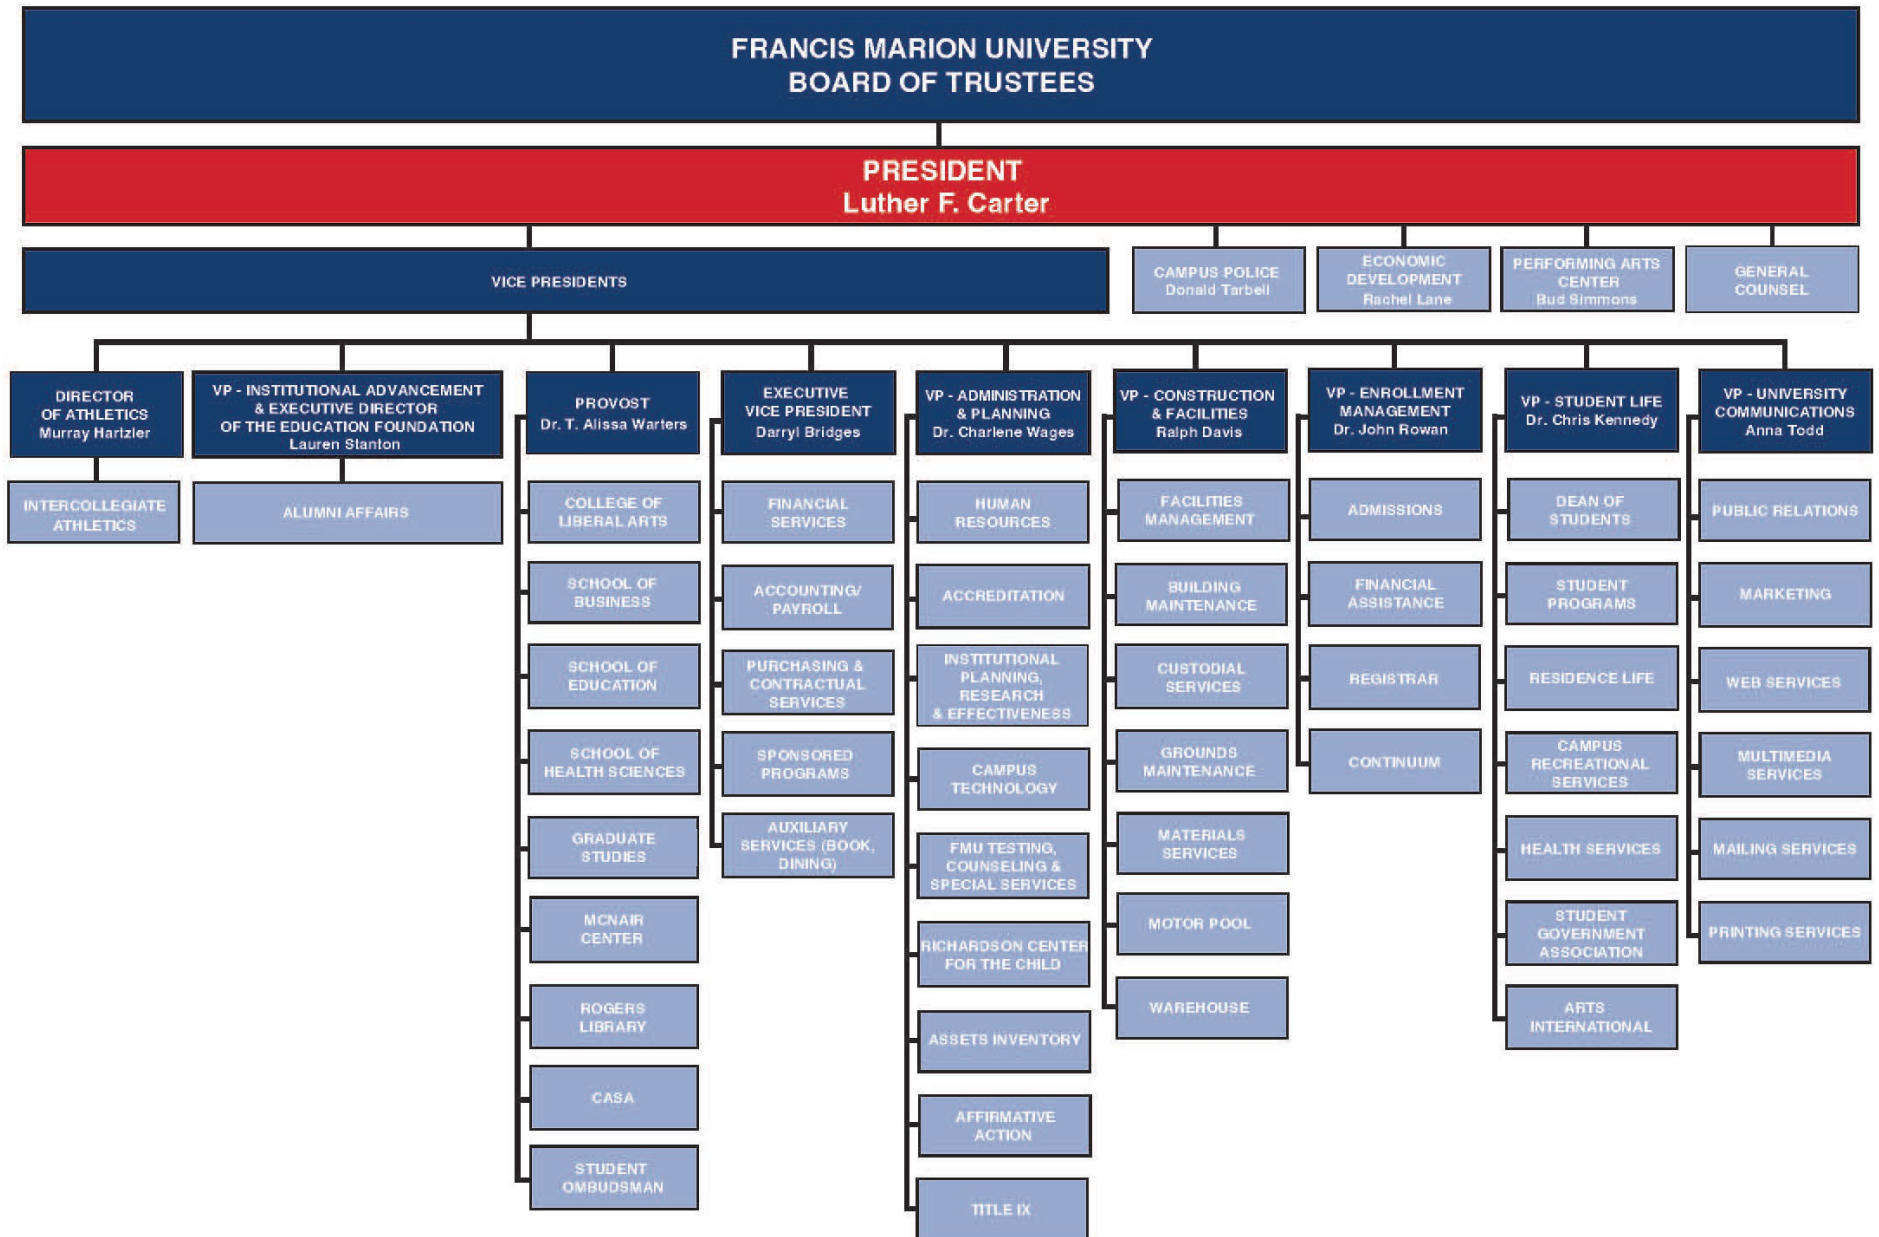 FRANCIS MARION UNIVERSITY
BOARD OF TRUSTEES
PRESIDENT
Luther F. Carter
VICE PRESIDENTS
CAMPUS POLICE
Donald Tarbell
ECONOMIC
DEVELOPMENT
Rachel Lane
PERFORMING ARTS
CENTER
Bud Simmons
GENERAL
COUNSEL
DIRECTOR
OF ATHLETICS
Murray Hartzler
INTERCOLLEGIATE
ATHLETICS
VP - INSTITUTIONAL ADVANCEMENT
& EXECUTIVE DIRECTOR
OF THE EDUCATION FOUNDATION
Lauren Stanton
ALUMNI AFFAIRS
PROVOST
Dr. T. Alissa Warters
COLLEGE OF
LIBERAL ARTS
SCHOOL OF
BUSINESS
SCHOOL OF
EDUCATION
SCHOOL OF
HEALTH SCIENCES
GRADUATE
STUDIES
MCNAIR
CENTER
ROGERS
LIBRARY
CASA
STUDENT
OMBUDSMAN
EXECUTIVE
VICE PRESIDENT
Darryl Bridges
FINANCIAL
SERVICES
ACCOUNTING/
PAYROLL
PURCHASING &
CONTRACTUAL
SERVICES
SPONSORED
PROGRAMS
AUXILIARY
SERVICES (BOOK,
DINING)
VP - ADMINISTRATION
& PLANNING
Dr. Charlene Wages
HUMAN
RESOURCES
ACCREDITATION
INSTITUTIONAL
PLANNING,
RESEARCH
& EFFECTIVENESS
CAMPUS
TECHNOLOGY
FMU TESTING,
COUNSELING &
SPECIAL SERVICES
RICHARDSON CENTER
FOR THE CHILD
ASSETS INVENTORY
AFFIRMATIVE
ACTION
TITLE IX
VP - CONSTRUCTION
& FACILITIES
Ralph Davis
FACILITIES
MANAGEMENT
BUILDING
MAINTENANCE
CUSTODIAL
SERVICES
GROUNDS
MAINTENANCE
MATERIALS
SERVICES
MOTOR POOL
WAREHOUSE
VP - ENROLLMENT
MANAGEMENT
Dr. John Rowan
ADMISSIONS
FINANCIAL
ASSISTANCE
REGISTRAR
CONTINUUM
VP - STUDENT LIFE
Dr. Chris Kennedy
DEAN OF
STUDENTS
STUDENT
PROGRAMS
RESIDENCE LIFE
CAMPUS
RECREATIONAL
SERVICES
HEALTH SERVICES
STUDENT
GOVERNMENT
ASSOCIATION
ARTS
INTERNATIONAL
VP - UNIVERSITY
COMMUNICATIONS
Anna Todd
PUBLIC RELATIONS
MARKETING
WEB SERVICES
MULTIMEDIA
SERVICES
MAILING SERVICES
PRINTING SERVICES